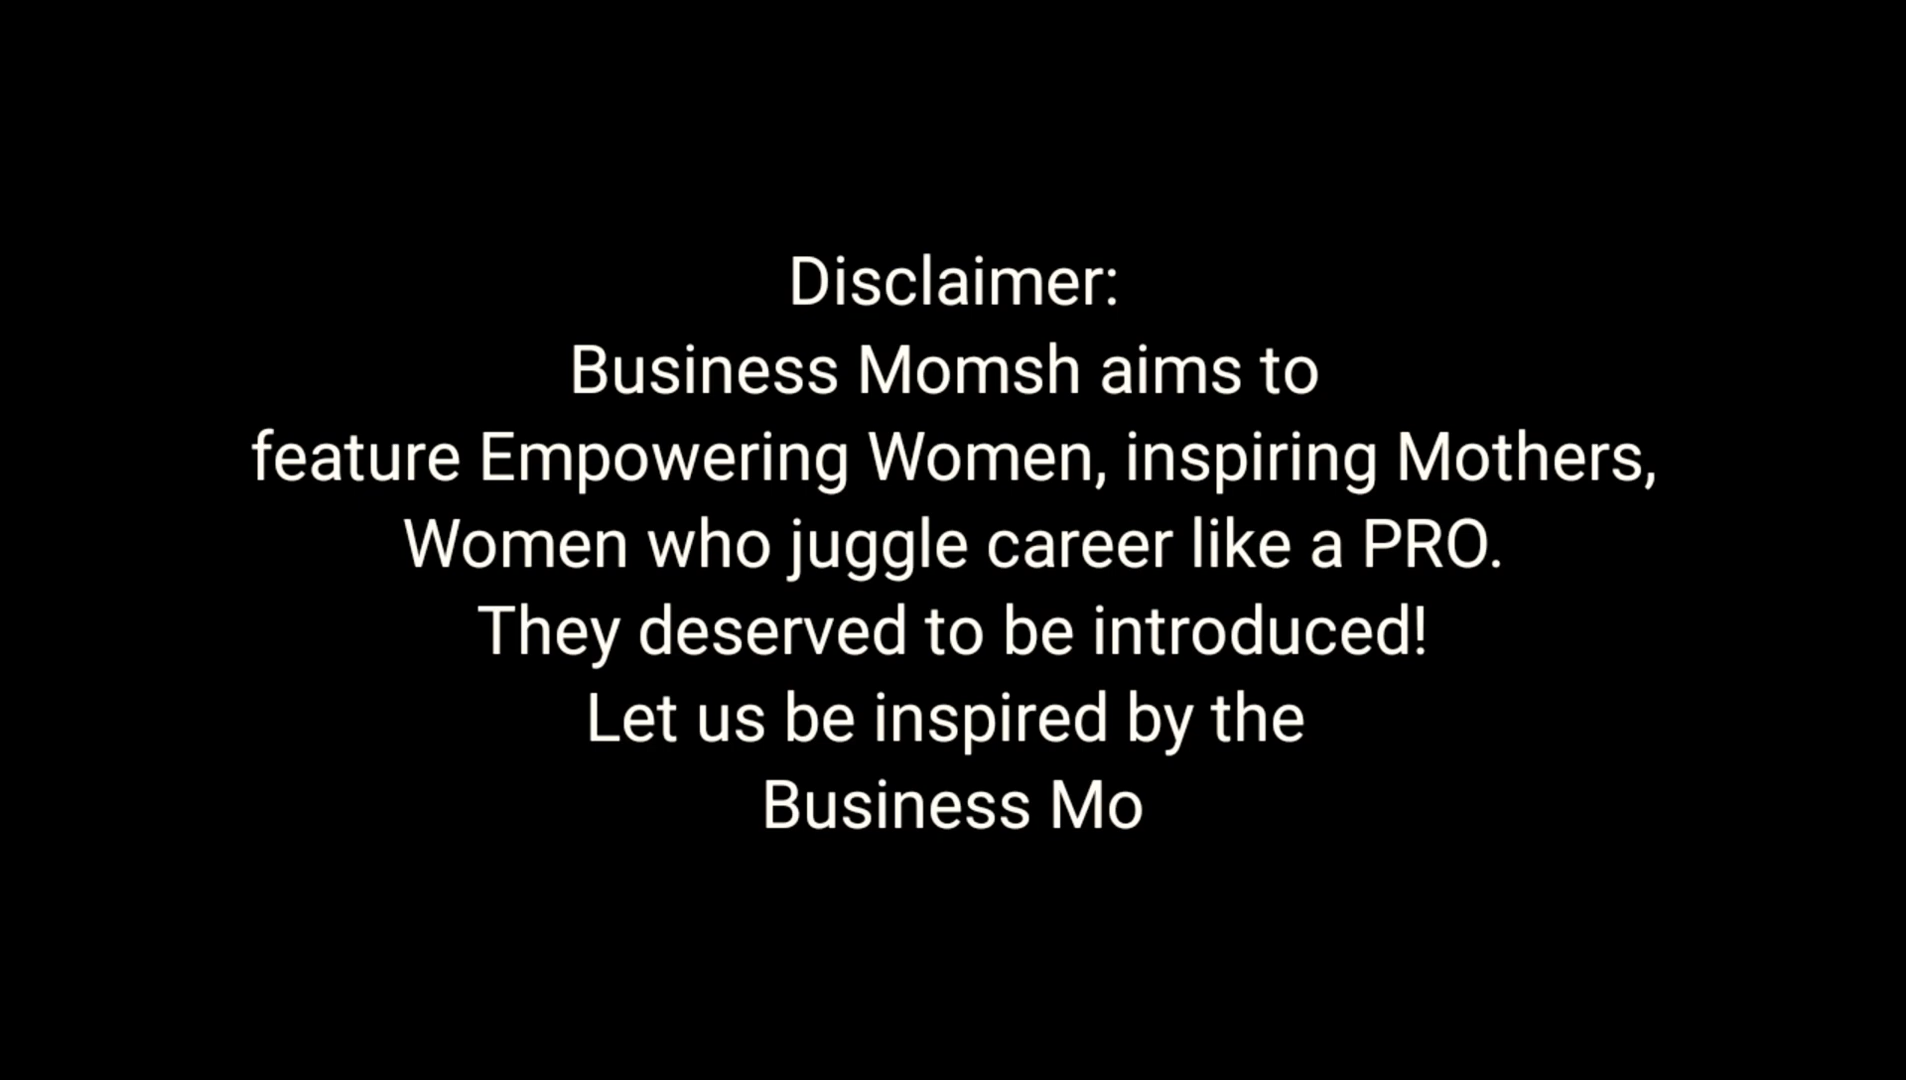 Disclaimer:
Business Momsh aims to
feature Empowering Women, inspiring Mothers,
Women who juggle career like a PRO.
They deserved to be introduced!
Let us be inspired by the
Business Mo